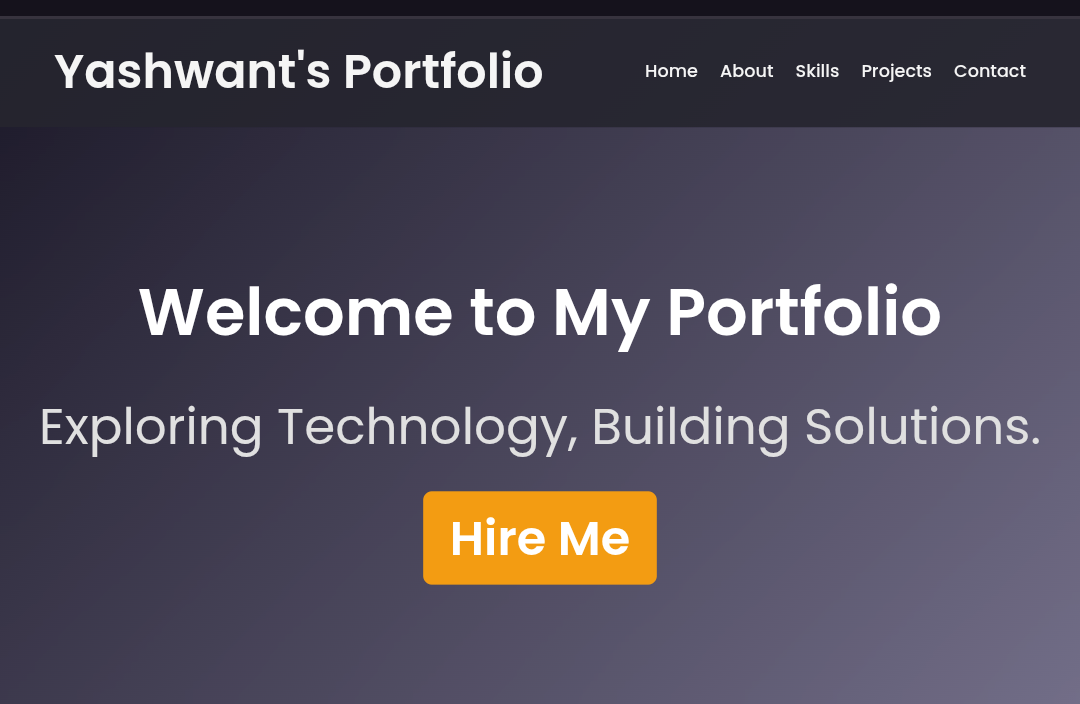 Yashwant's Portfolio
Home About Skills Projects Contact
Welcome to My Portfolio
Exploring Technology, Building Solutions.
Hire Me